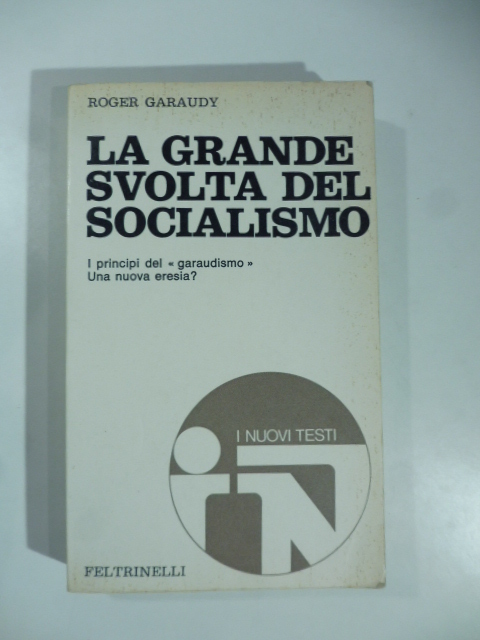 ROGER GARAUDY
LA GRANDE
SVOLTA DEL
SOCIALISMO
I principi del « garaudismo »
Una nuova eresia?
I NUOVI TESTI
FELTRINELLI